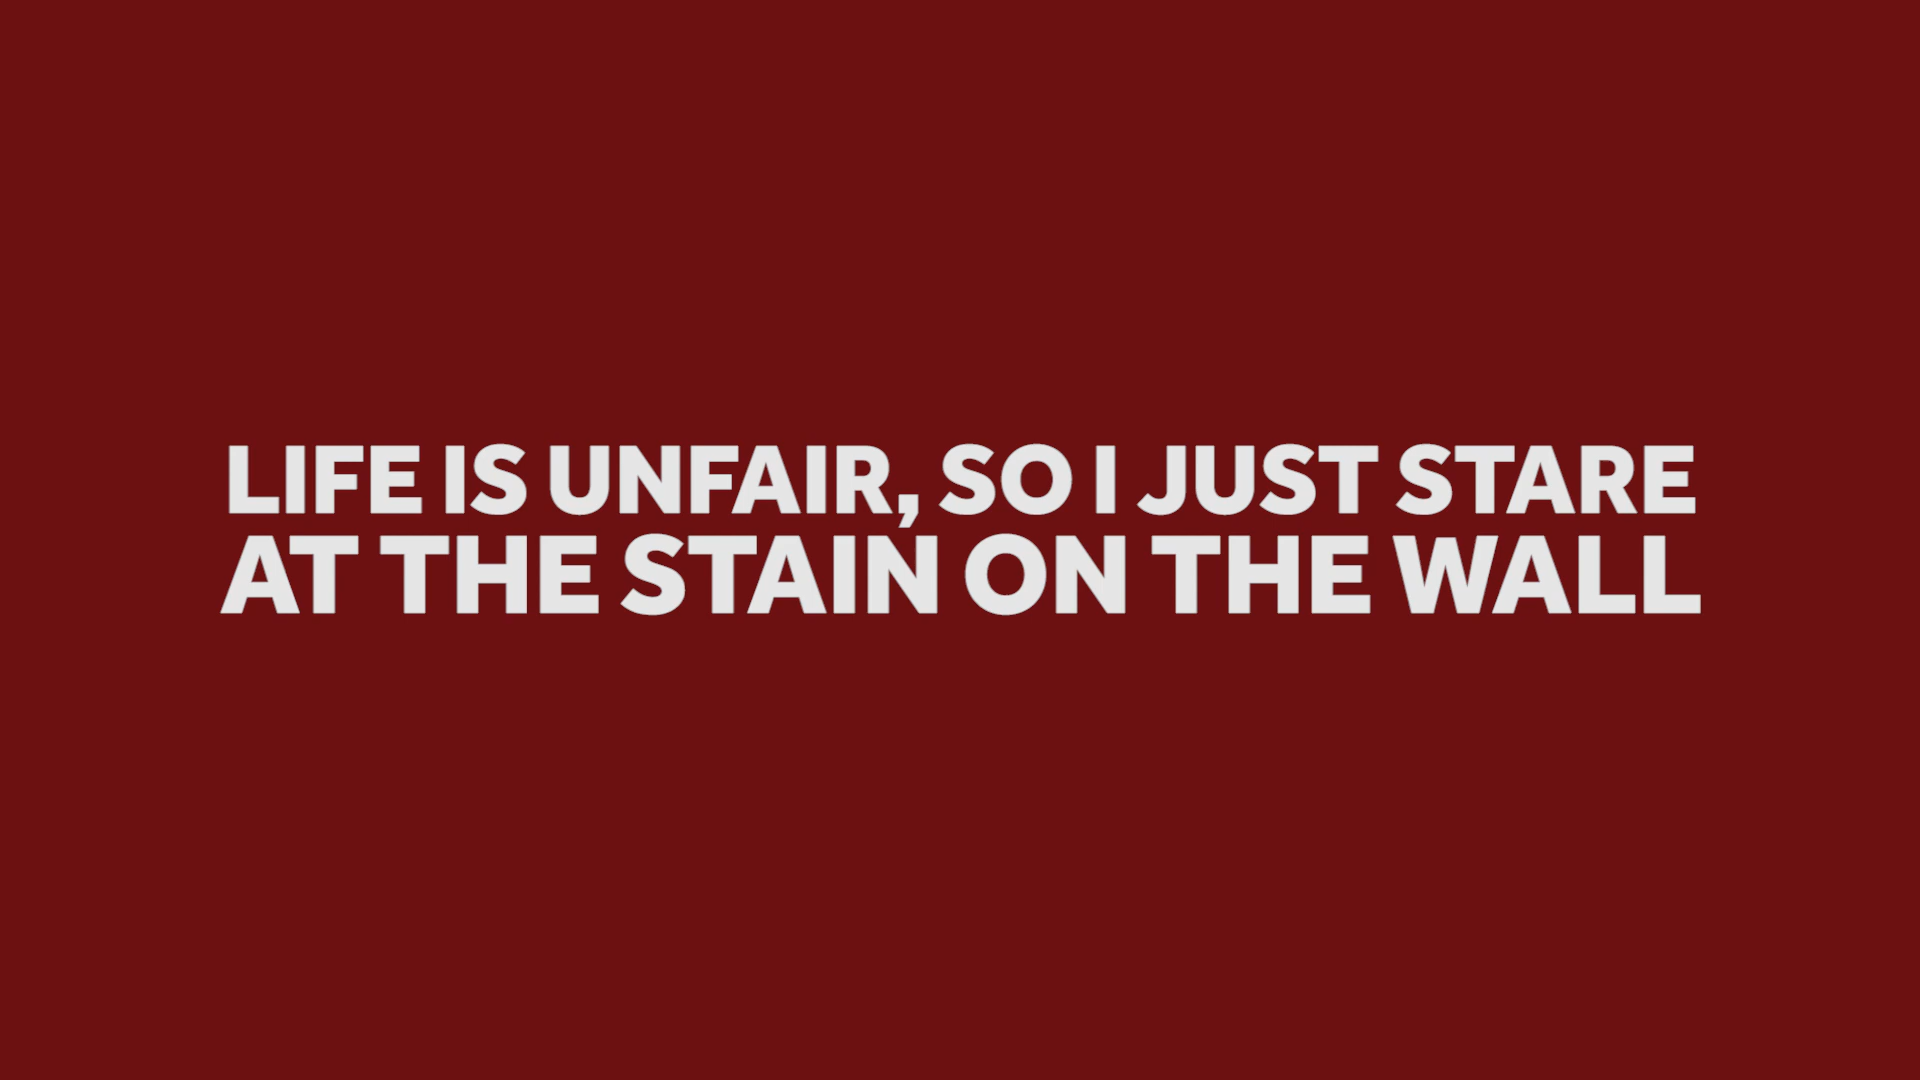 LIFE IS UNFAIR, SO I JUST STARE
AT THE STAIN ON THE WALL